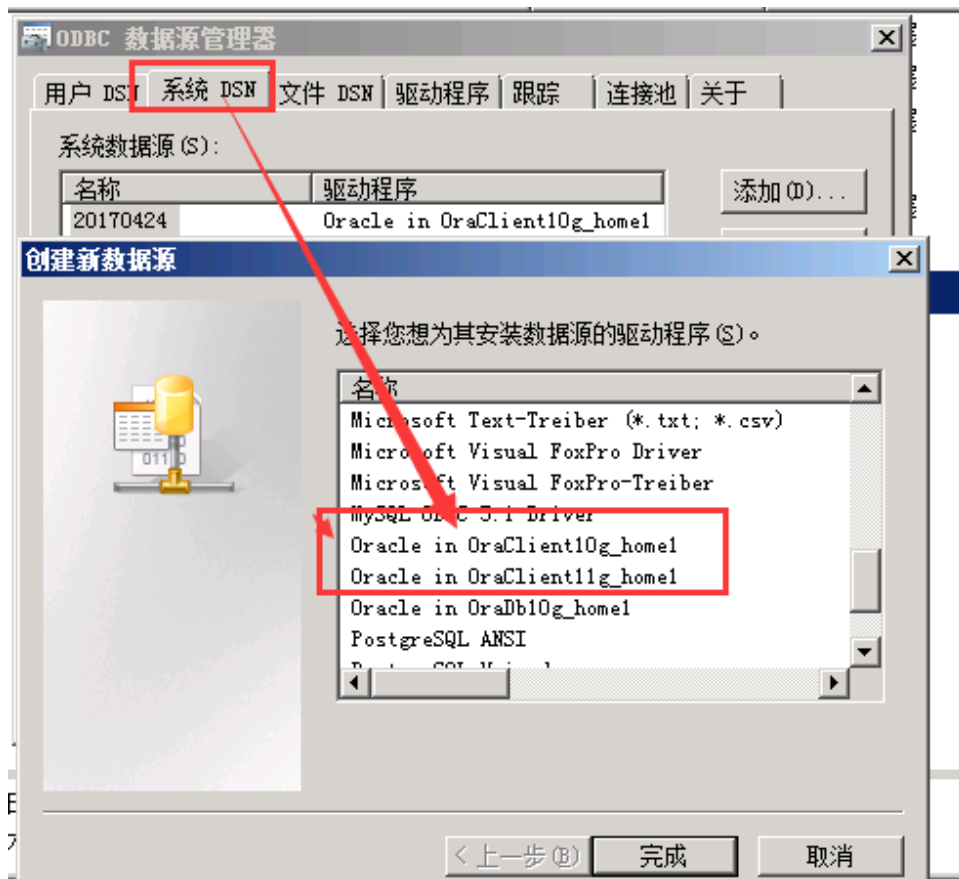 ODBC 数据源管理器
用户 DSN 系统 DSN 文件 DSN 驱动程序 跟踪 连接池 关于
系统数据源(S):
名称 驱动程序 添加(D)...
20170424 Oracle in OraClient10g_home1
创建新数据源
选择您想为其安装数据源的驱动程序(S)。
名称
Microsoft Text-Treiber (*.txt; *.csv)
Microsoft Visual FoxPro Driver
Microsoft Visual FoxPro-Treiber
MySQL ODBC 5.1 Driver
Oracle in OraClient10g_home1
Oracle in OraClient11g_home1
Oracle in OraDb10g_home1
PostgreSQL ANSI
<上一步(B) 完成 取消